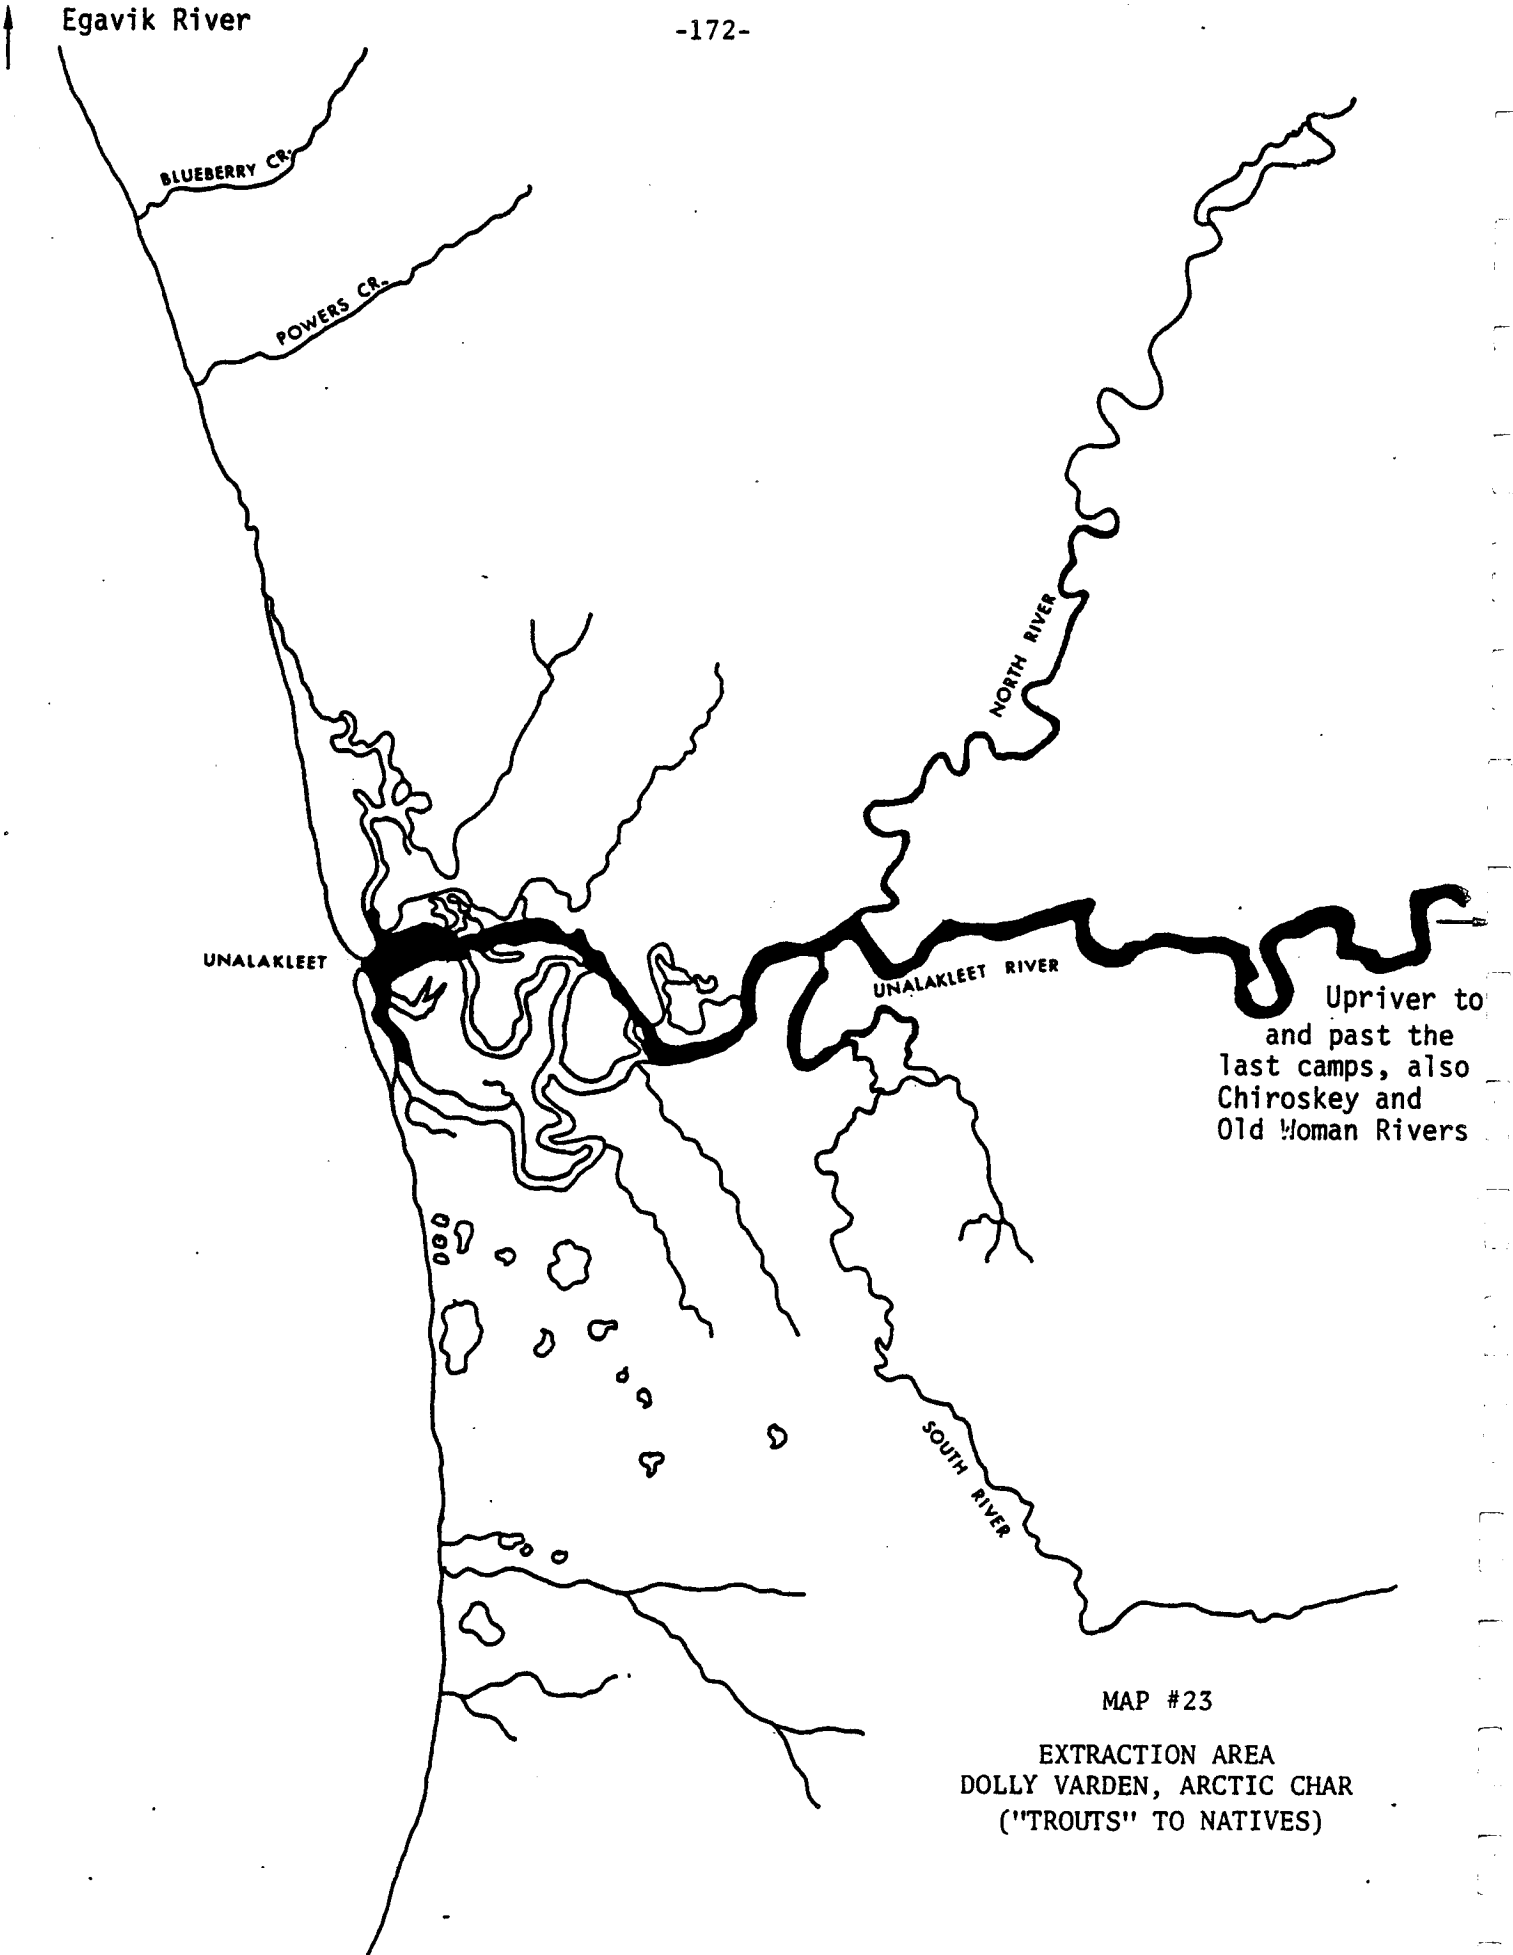 Egavik River
-172-
BLUEBERRY CR.
POWERS CR.
NORTH RIVER
UNALAKLEET
UNALAKLEET RIVER
Upriver to
and past the
last camps, also
Chiroskey and
Old Woman Rivers
SOUTH RIVER
MAP #23
EXTRACTION AREA
DOLLY VARDEN, ARCTIC CHAR
("TROUTS" TO NATIVES)